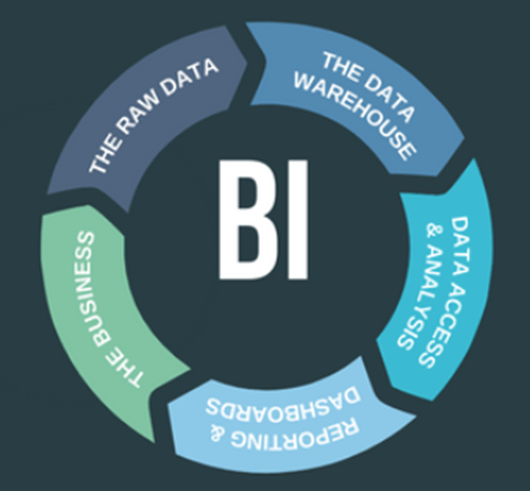 THE RAW DATA
THE DATA
WAREHOUSE
DATA ACCESS
& ANALYSIS
REPORTING &
DASHBOARDS
THE BUSINESS
BI